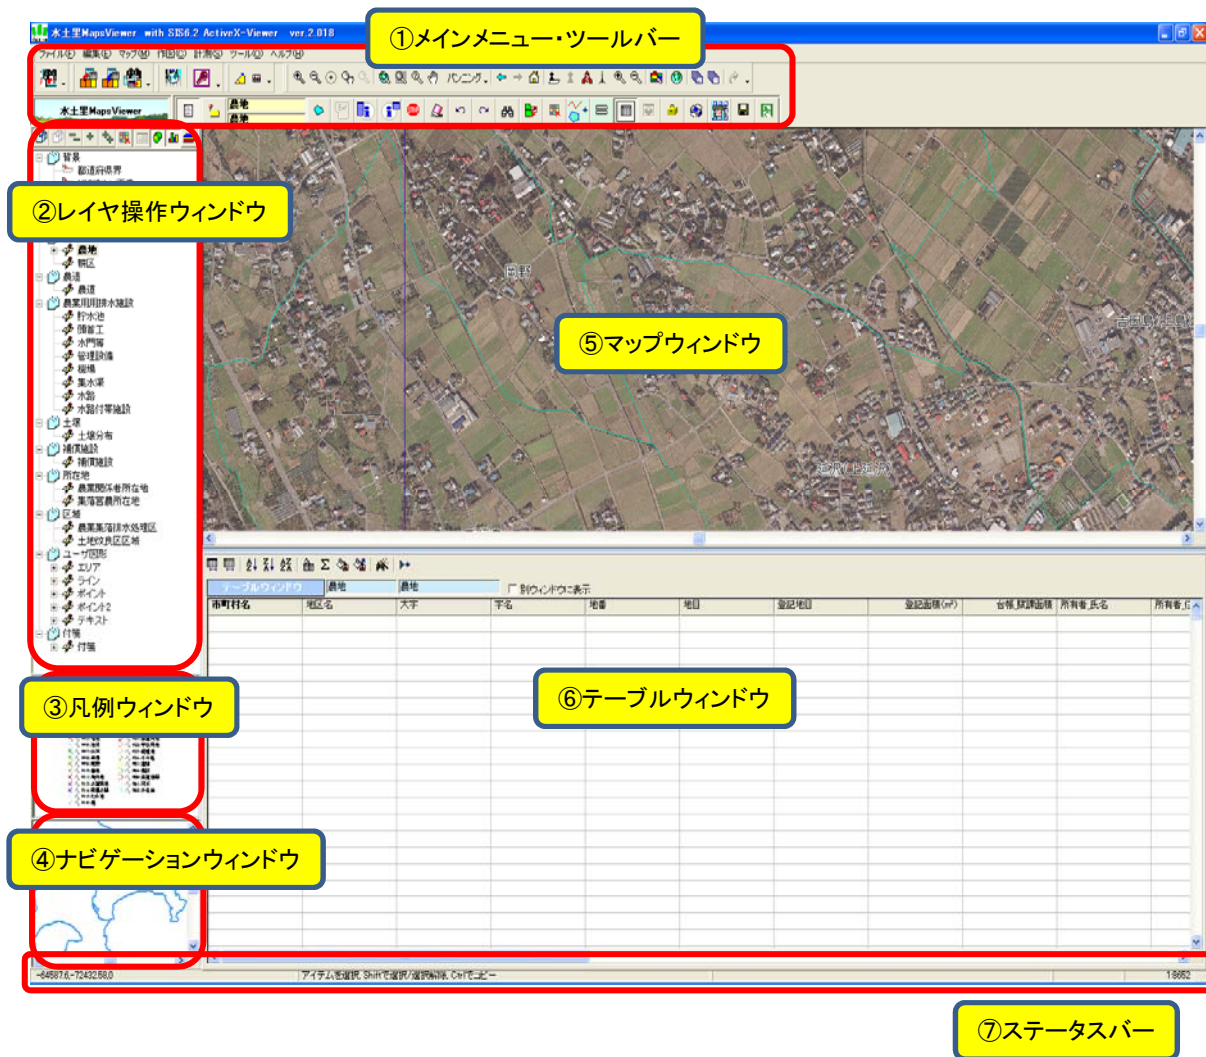 水土里MapsViewer with SIS6.2 ActiveX-Viewer ver.2.018
①メインメニュー・ツールバー
ファイル(F) 編集(E) マップ(M) 作図(C) 計測(S) ツール(O) ヘルプ(H)
パンニング
水土里MapsViewer
農地
農地
背景
都道府県界
②レイヤ操作ウィンドウ
農地
耕区
農道
農道
農業用用排水施設
貯水池
頭首工
水門等
管理設備
機場
集水渠
水路
水路付帯施設
土壌
土壌分布
補償施設
補償施設
所在地
農業関係者所在地
集落営農所在地
区域
農業集落排水処理区
土地改良区区域
ユーザ図形
エリア
ライン
ポイント
ポイント2
テキスト
付箋
付箋
岡野
⑤マップウィンドウ
テーブルウィンドウ 農地 農地 別ウィンドウに表示
市町村名 地区名 大字 字名 地番 地目 登記地目 登記面積(㎡) 台帳_賦課面積 所有者_氏名
⑥テーブルウィンドウ
③凡例ウィンドウ
④ナビゲーションウィンドウ
-64587.6,-72432.58,0 アイテムを選択. Shiftで選択/選択解除. Ctrlでコピー 1:8652
⑦ステータスバー